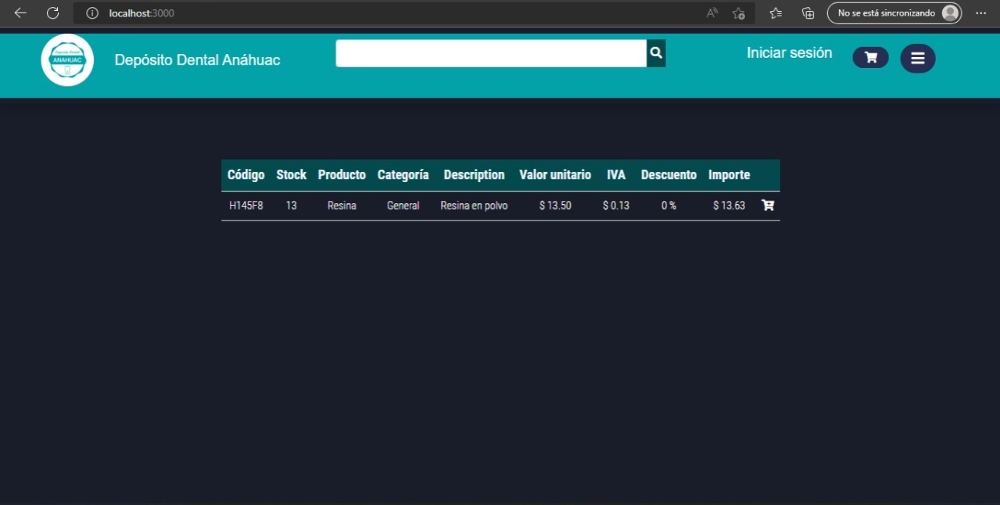 localhost:3000
No se está sincronizando
Depósito Dental
ANAHUAC
Depósito Dental Anáhuac
Iniciar sesión
Código Stock Producto Categoría Description Valor unitario IVA Descuento Importe
H145F8 13 Resina General Resina en polvo $ 13.50 $ 0.13 0 % $ 13.63